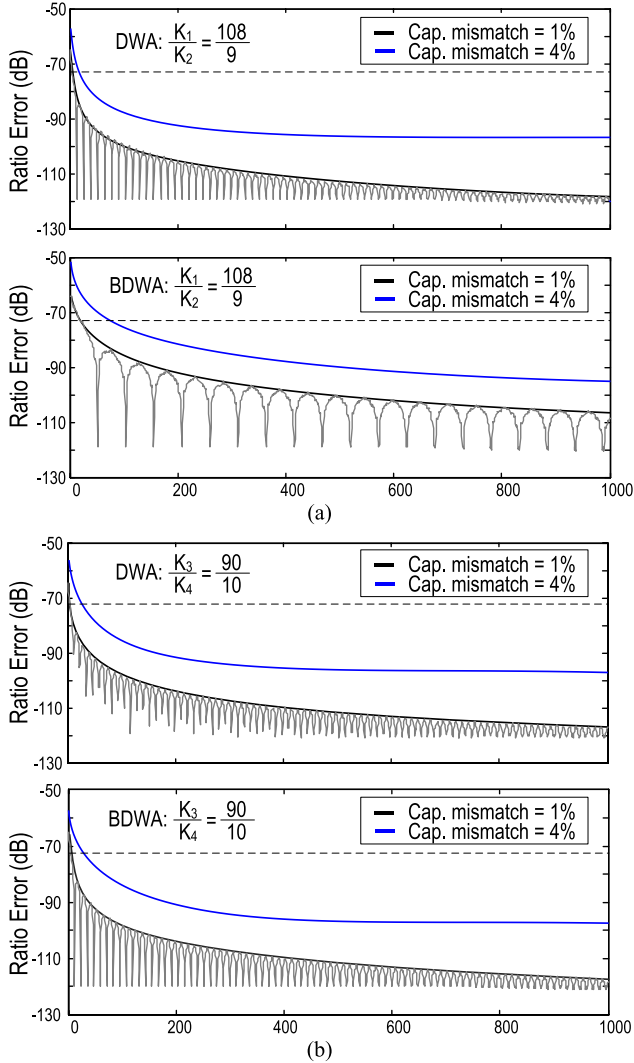 -50
-70
-90
-110
-130
Ratio Error (dB)
DWA: K1/K2 = 108/9
Cap. mismatch = 1%
Cap. mismatch = 4%
-50
-70
-90
-110
-130
Ratio Error (dB)
BDWA: K1/K2 = 108/9
Cap. mismatch = 1%
Cap. mismatch = 4%
0 200 400 600 800 1000
(a)
-50
-70
-90
-110
-130
Ratio Error (dB)
DWA: K3/K4 = 90/10
Cap. mismatch = 1%
Cap. mismatch = 4%
-50
-70
-90
-110
-130
Ratio Error (dB)
BDWA: K3/K4 = 90/10
Cap. mismatch = 1%
Cap. mismatch = 4%
0 200 400 600 800 1000
(b)